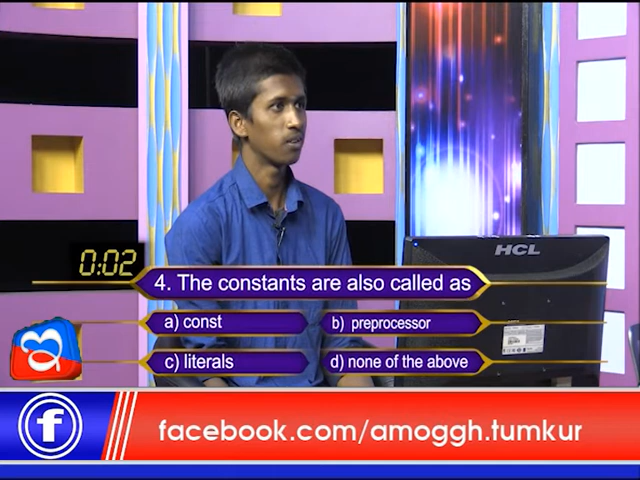 HCL
0:02
4. The constants are also called as
a) const
b) preprocessor
c) literals
d) none of the above
f
facebook.com/amoggh.tumkur